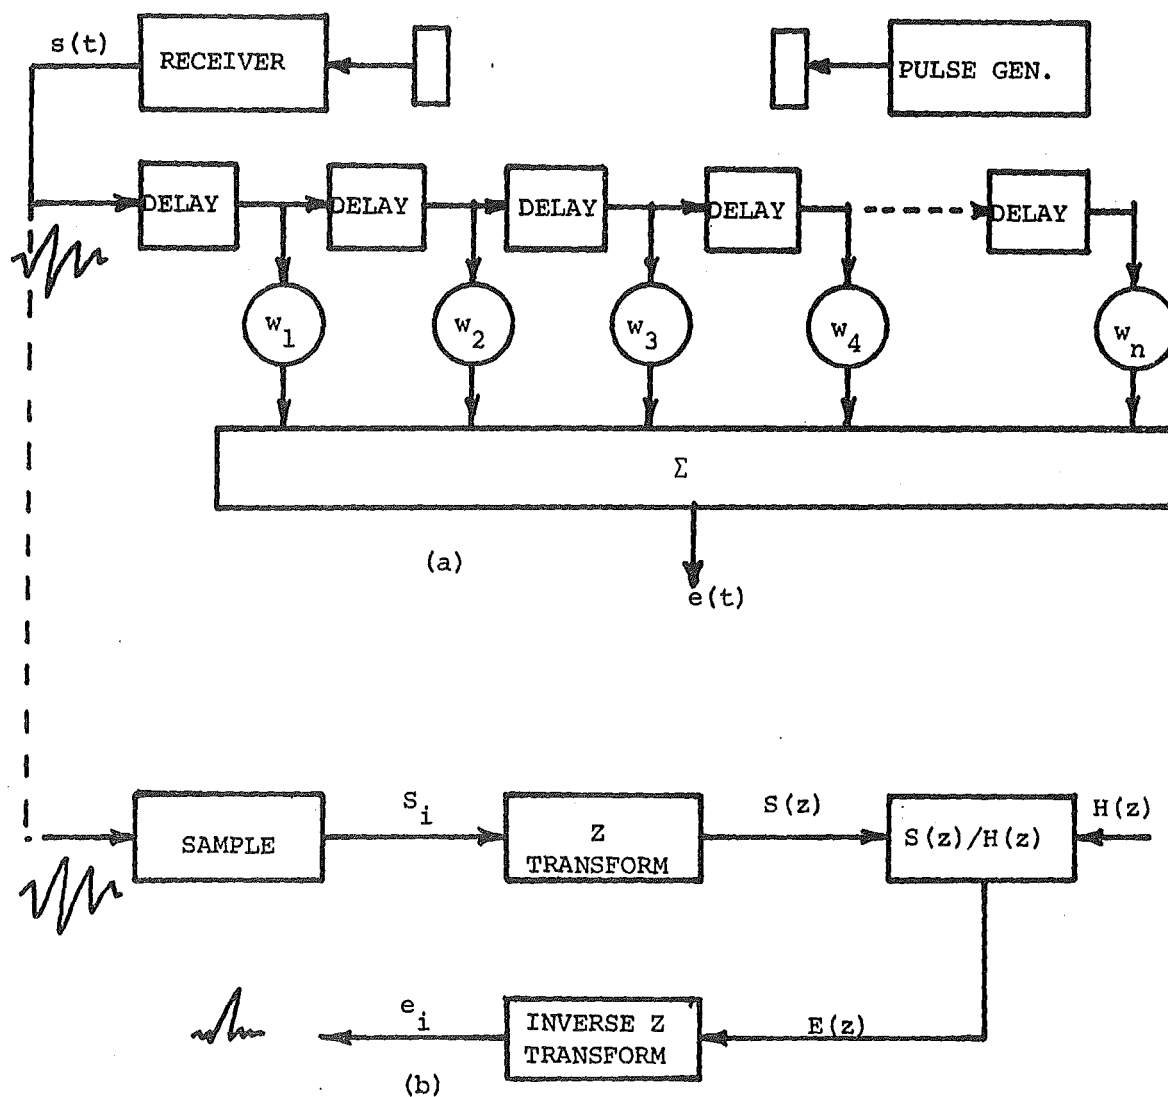 s(t)
RECEIVER
PULSE GEN.
DELAY
DELAY
DELAY
DELAY
DELAY
w1
w2
w3
w4
wn
Σ
(a)
e(t)
SAMPLE
Si
Z
TRANSFORM
S(z)
S(z)/H(z)
H(z)
ei
INVERSE Z
TRANSFORM
E(z)
(b)